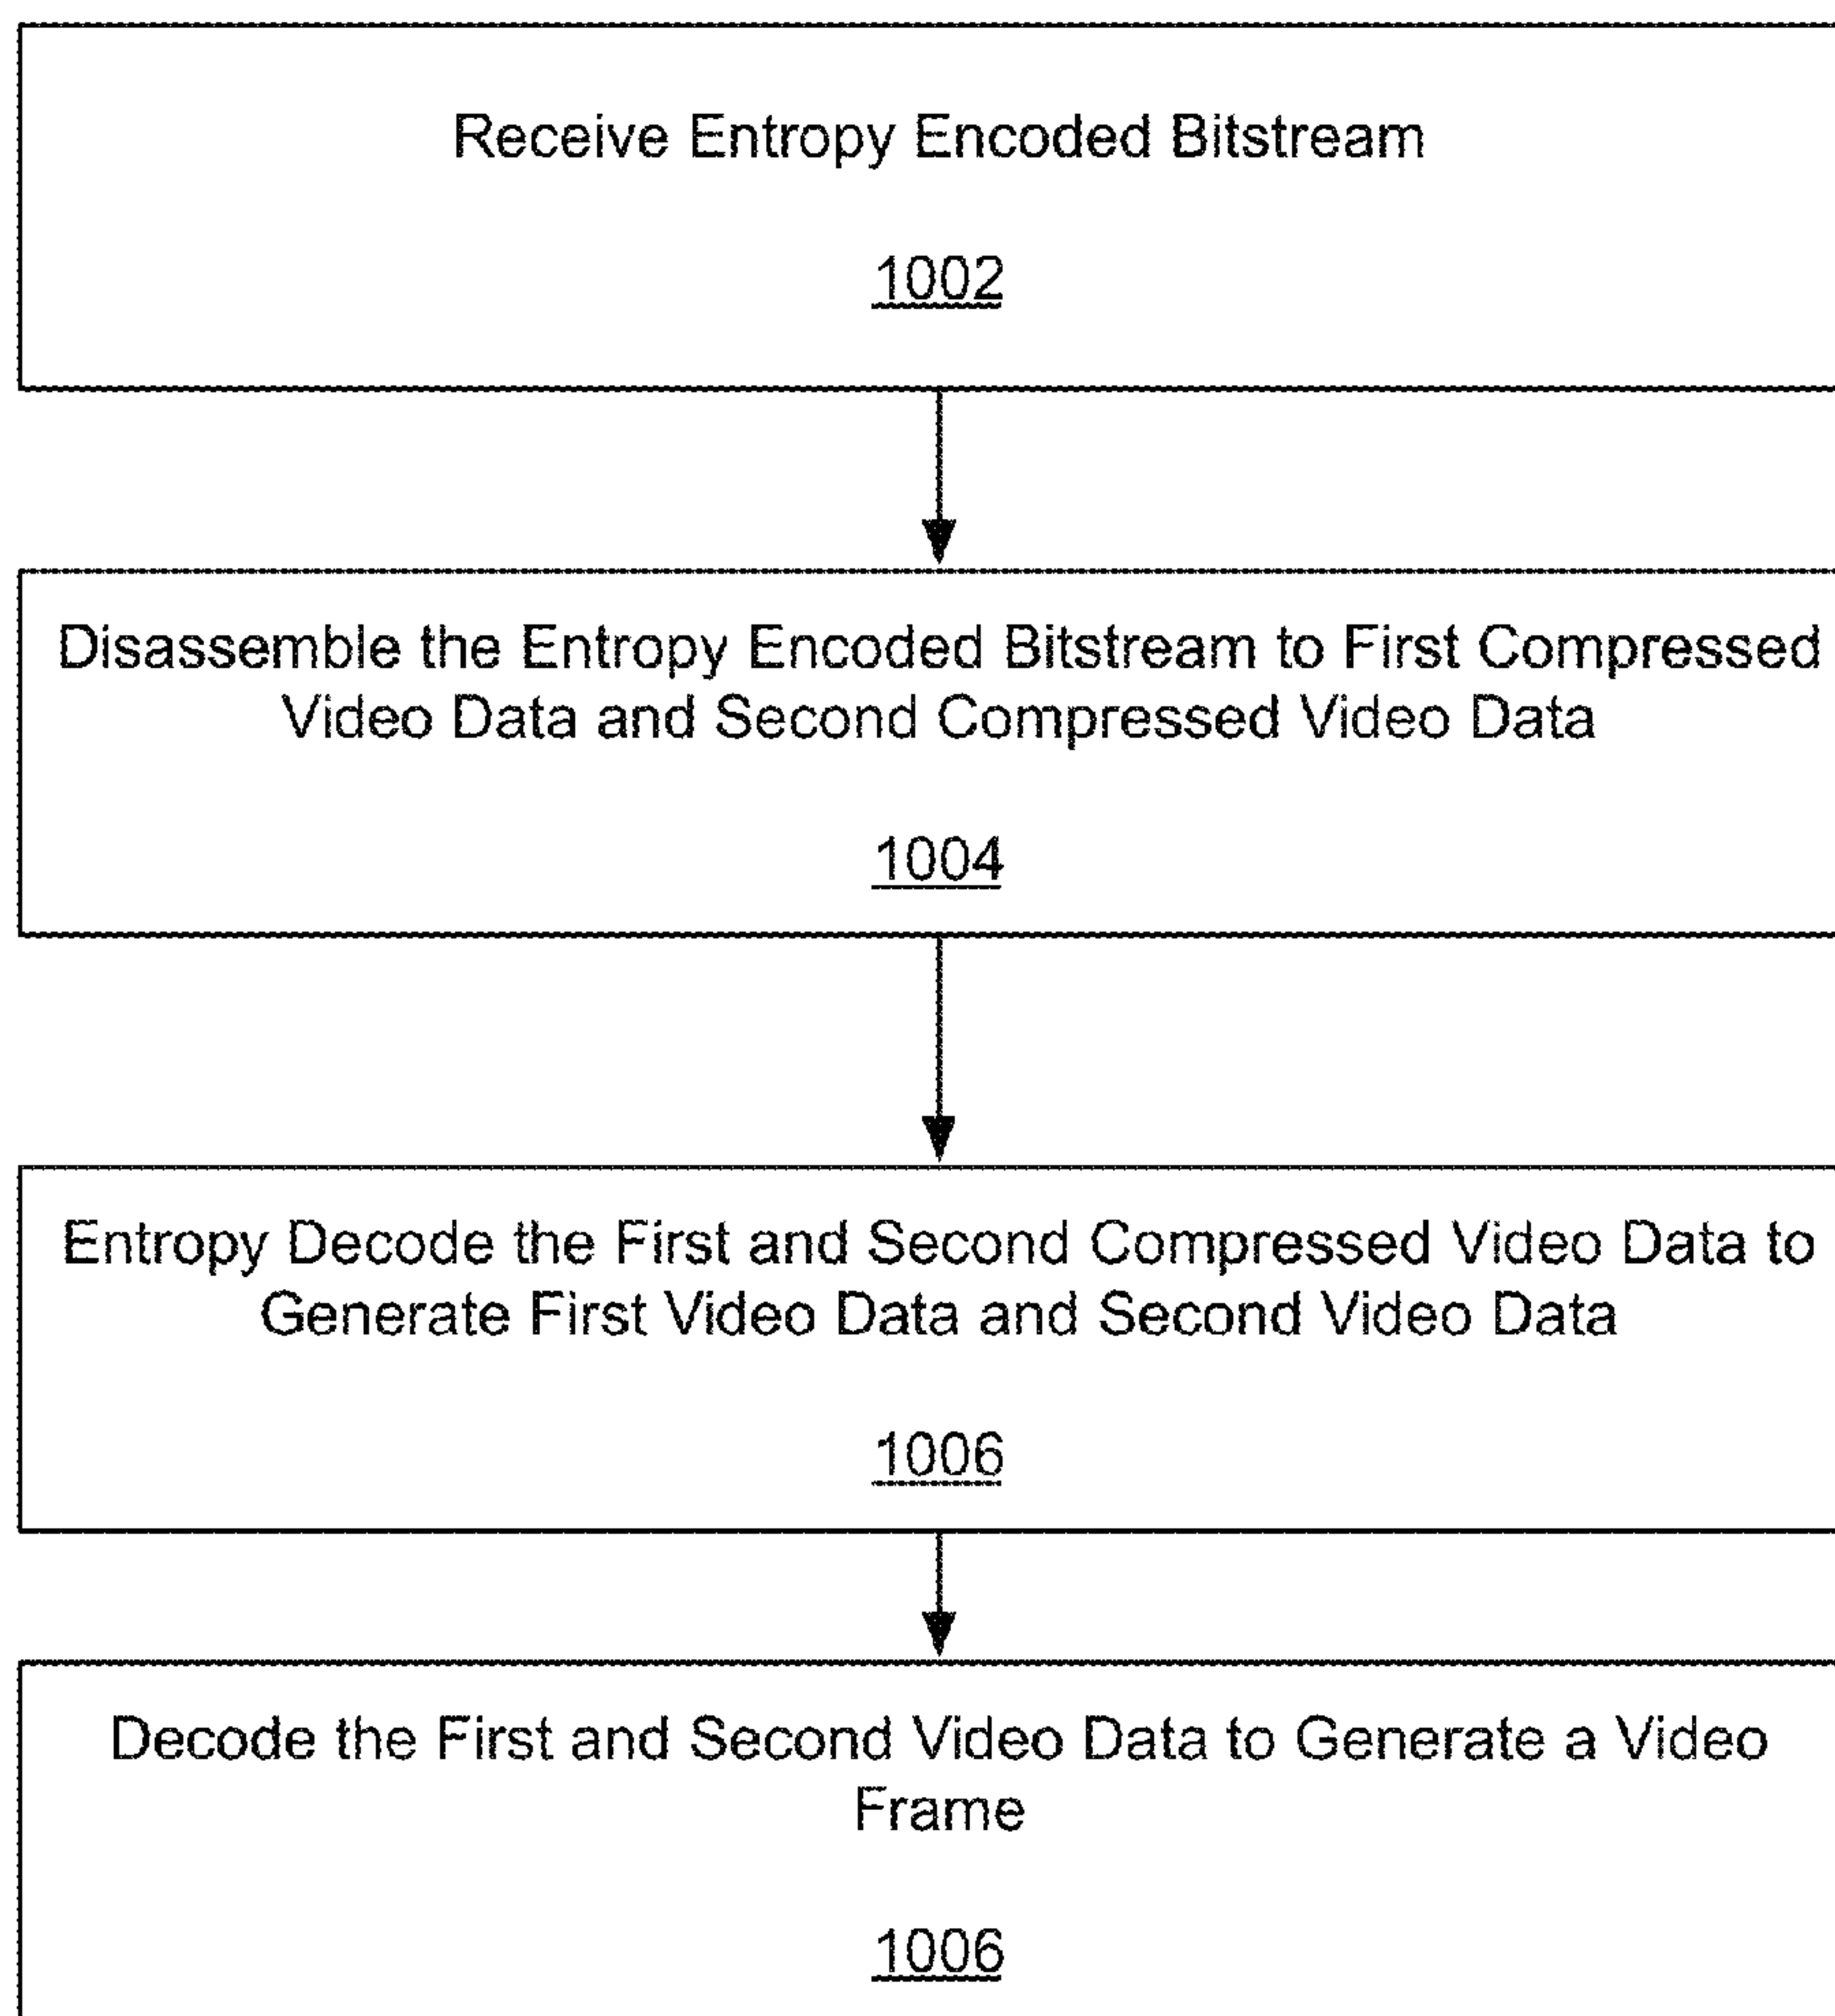 Receive Entropy Encoded Bitstream
1002
Disassemble the Entropy Encoded Bitstream to First Compressed
Video Data and Second Compressed Video Data
1004
Entropy Decode the First and Second Compressed Video Data to
Generate First Video Data and Second Video Data
1006
Decode the First and Second Video Data to Generate a Video
Frame
1006